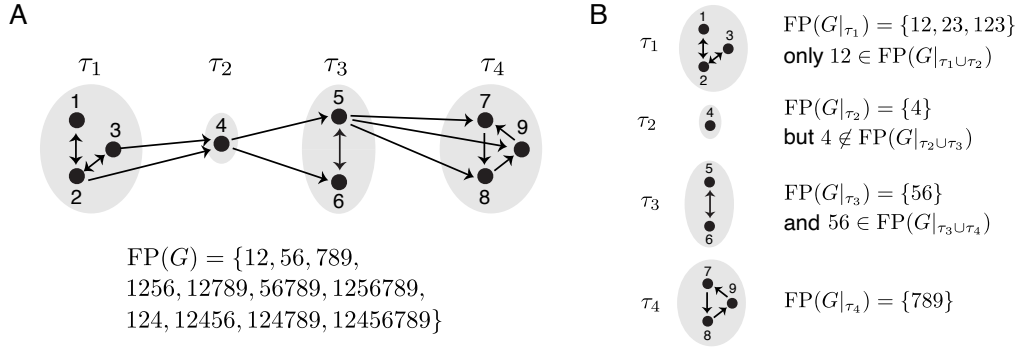 A
τ₁ τ₂ τ₃ τ₄
1 3 2
4
5 6
7 9 8
FP(G) = {12, 56, 789,
1256, 12789, 56789, 1256789,
124, 12456, 124789, 12456789}
B
τ₁
1 3 2
FP(G|τ₁) = {12, 23, 123}
only 12 ∈ FP(G|τ₁∪τ₂)
τ₂
4
FP(G|τ₂) = {4}
but 4 ∉ FP(G|τ₂∪τ₃)
τ₃
5
6
FP(G|τ₃) = {56}
and 56 ∈ FP(G|τ₃∪τ₄)
τ₄
7 9 8
FP(G|τ₄) = {789}